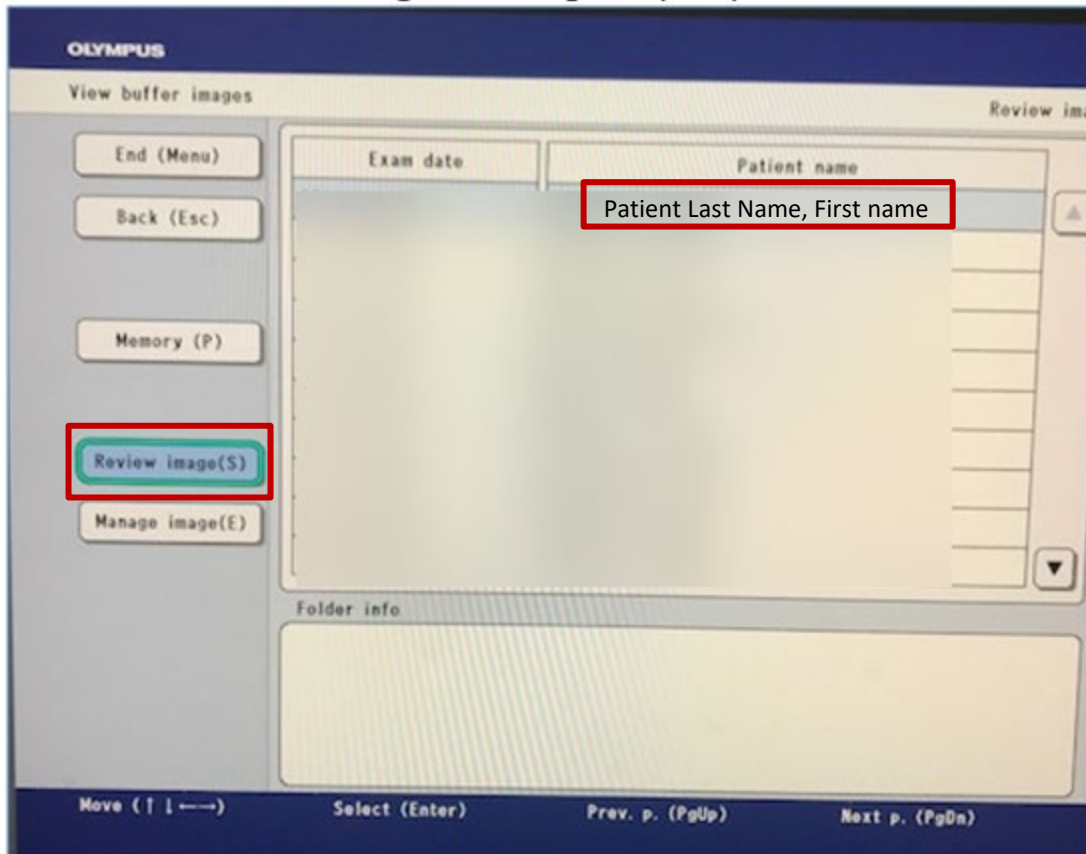 OLYMPUS
View buffer images
Review
End (Menu)
Exam date
Patient name
Back (Esc)
Patient Last Name, First name
Memory (P)
Review image(S)
Manage image(E)
Folder info
Move (↑↓←→)
Select (Enter)
Prev. p. (PgUp)
Next p. (PgDn)